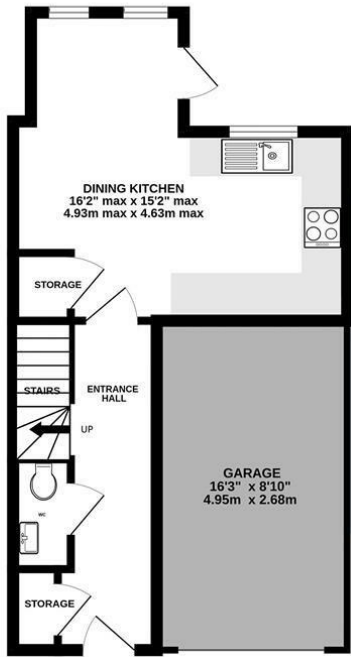 DINING KITCHEN
16'2" max x 15'2" max
4.93m max x 4.63m max
STORAGE
STAIRS
ENTRANCE
HALL
UP
GARAGE
16'3" x 8'10"
4.95m x 2.68m
WC
STORAGE